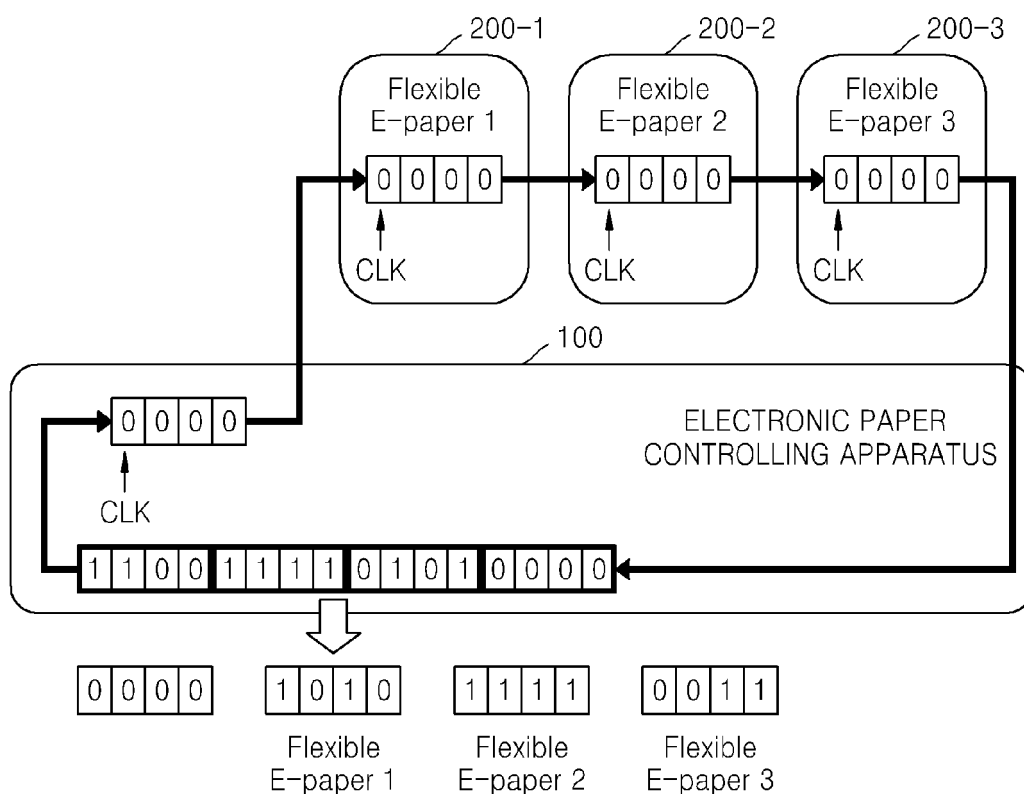 200-1
200-2
200-3
Flexible
E-paper 1
Flexible
E-paper 2
Flexible
E-paper 3
0 0 0 0
0 0 0 0
0 0 0 0
CLK
CLK
CLK
100
0 0 0 0
ELECTRONIC PAPER
CONTROLLING APPARATUS
CLK
1 1 0 0 1 1 1 1 0 1 0 1 0 0 0 0
0 0 0 0
1 0 1 0
1 1 1 1
0 0 1 1
Flexible
E-paper 1
Flexible
E-paper 2
Flexible
E-paper 3